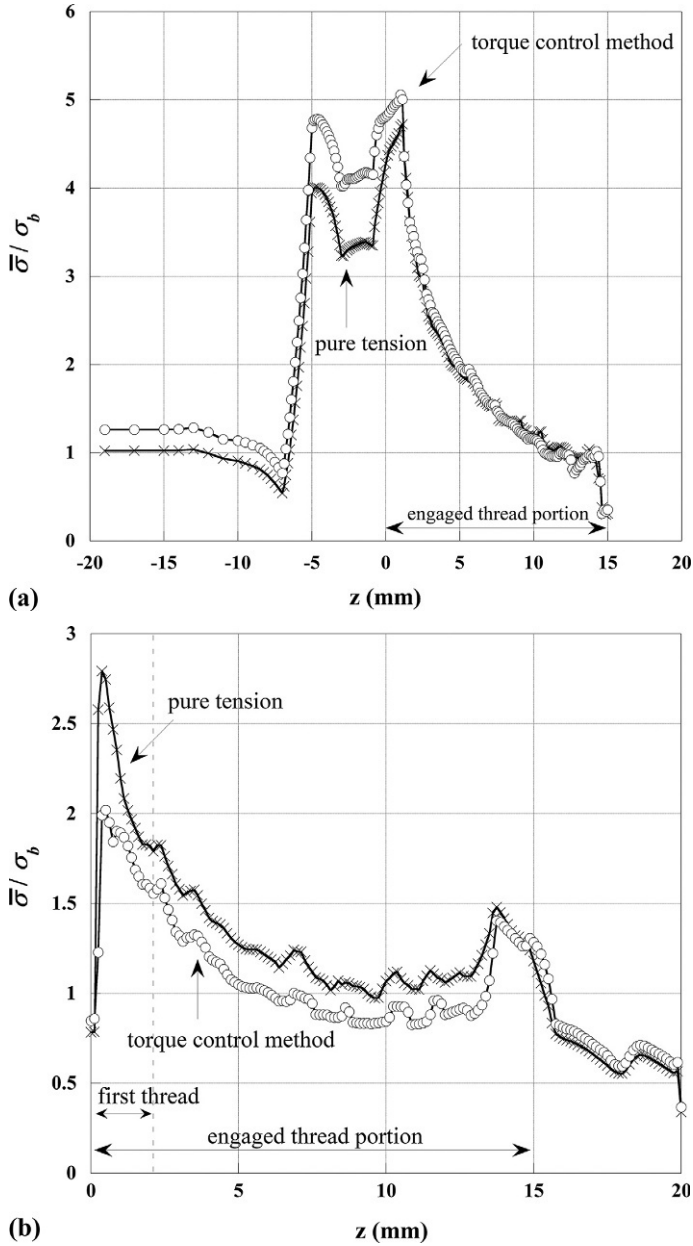 torque control method
6
5
4
3
2
1
0
σ̅ / σ_b
pure tension
engaged thread portion
-20 -15 -10 -5 0 5 10 15 20
(a)
z (mm)
3
2.5
2
1.5
1
0.5
0
σ̅ / σ_b
pure tension
torque control method
first thread
engaged thread portion
0 5 10 15 20
(b)
z (mm)